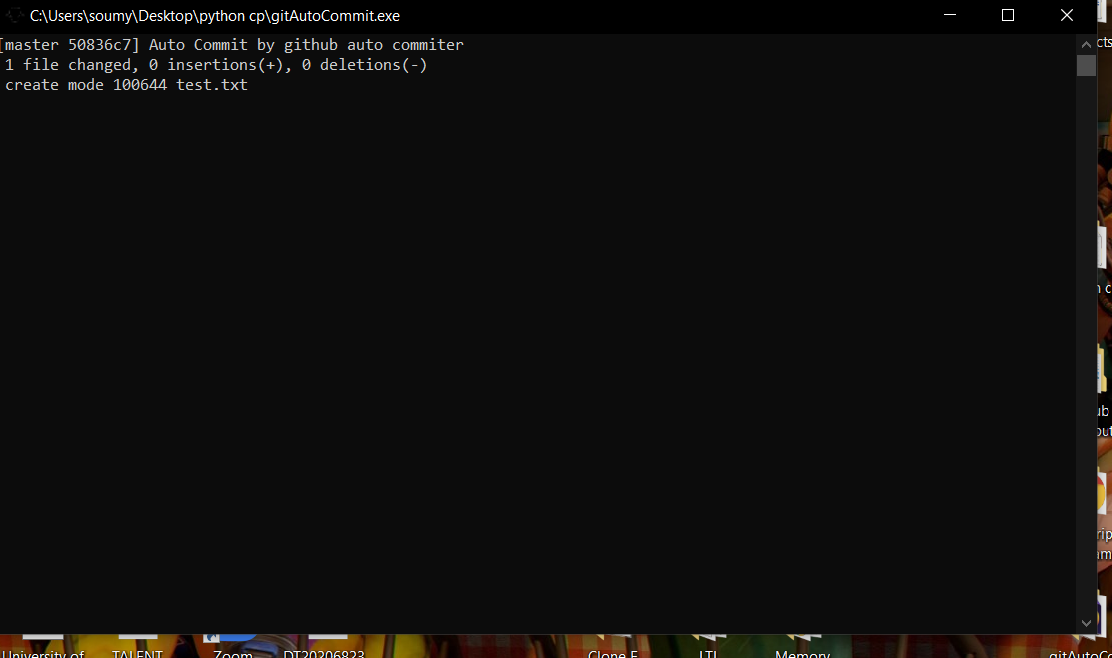 C:\Users\soumy\Desktop\python cp\gitAutoCommit.exe
[master 50836c7] Auto Commit by github auto commiter
1 file changed, 0 insertions(+), 0 deletions(-)
create mode 100644 test.txt
cts
n c
ub
out
rip
am
University of
TALENT
Zoom
DT20206823
Clone F
LTI
Memory
gitAutoCo